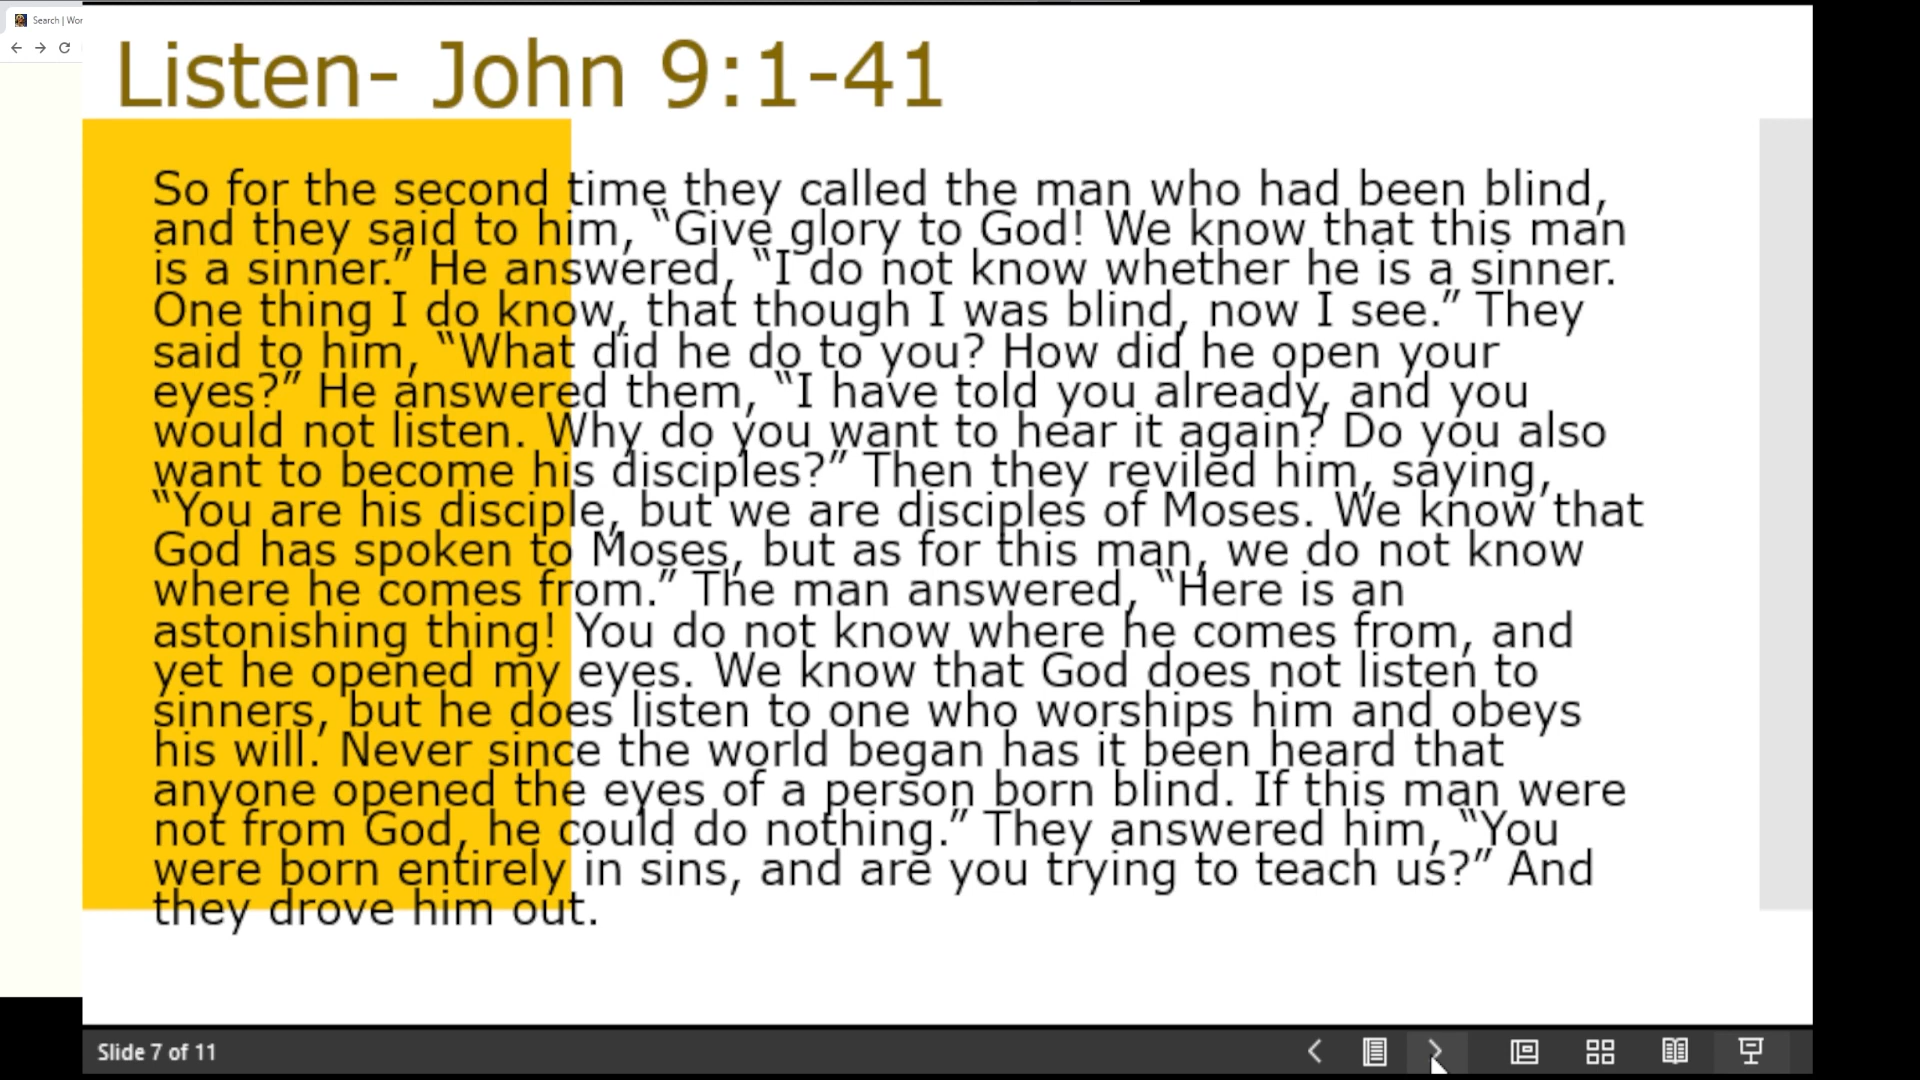 Search | Wor
Listen- John 9:1-41
So for the second time they called the man who had been blind,
and they said to him, “Give glory to God! We know that this man
is a sinner.” He answered, “I do not know whether he is a sinner.
One thing I do know, that though I was blind, now I see.” They
said to him, “What did he do to you? How did he open your
eyes?” He answered them, “I have told you already, and you
would not listen. Why do you want to hear it again? Do you also
want to become his disciples?” Then they reviled him, saying,
“You are his disciple, but we are disciples of Moses. We know that
God has spoken to Moses, but as for this man, we do not know
where he comes from.” The man answered, “Here is an
astonishing thing! You do not know where he comes from, and
yet he opened my eyes. We know that God does not listen to
sinners, but he does listen to one who worships him and obeys
his will. Never since the world began has it been heard that
anyone opened the eyes of a person born blind. If this man were
not from God, he could do nothing.” They answered him, “You
were born entirely in sins, and are you trying to teach us?” And
they drove him out.
Slide 7 of 11